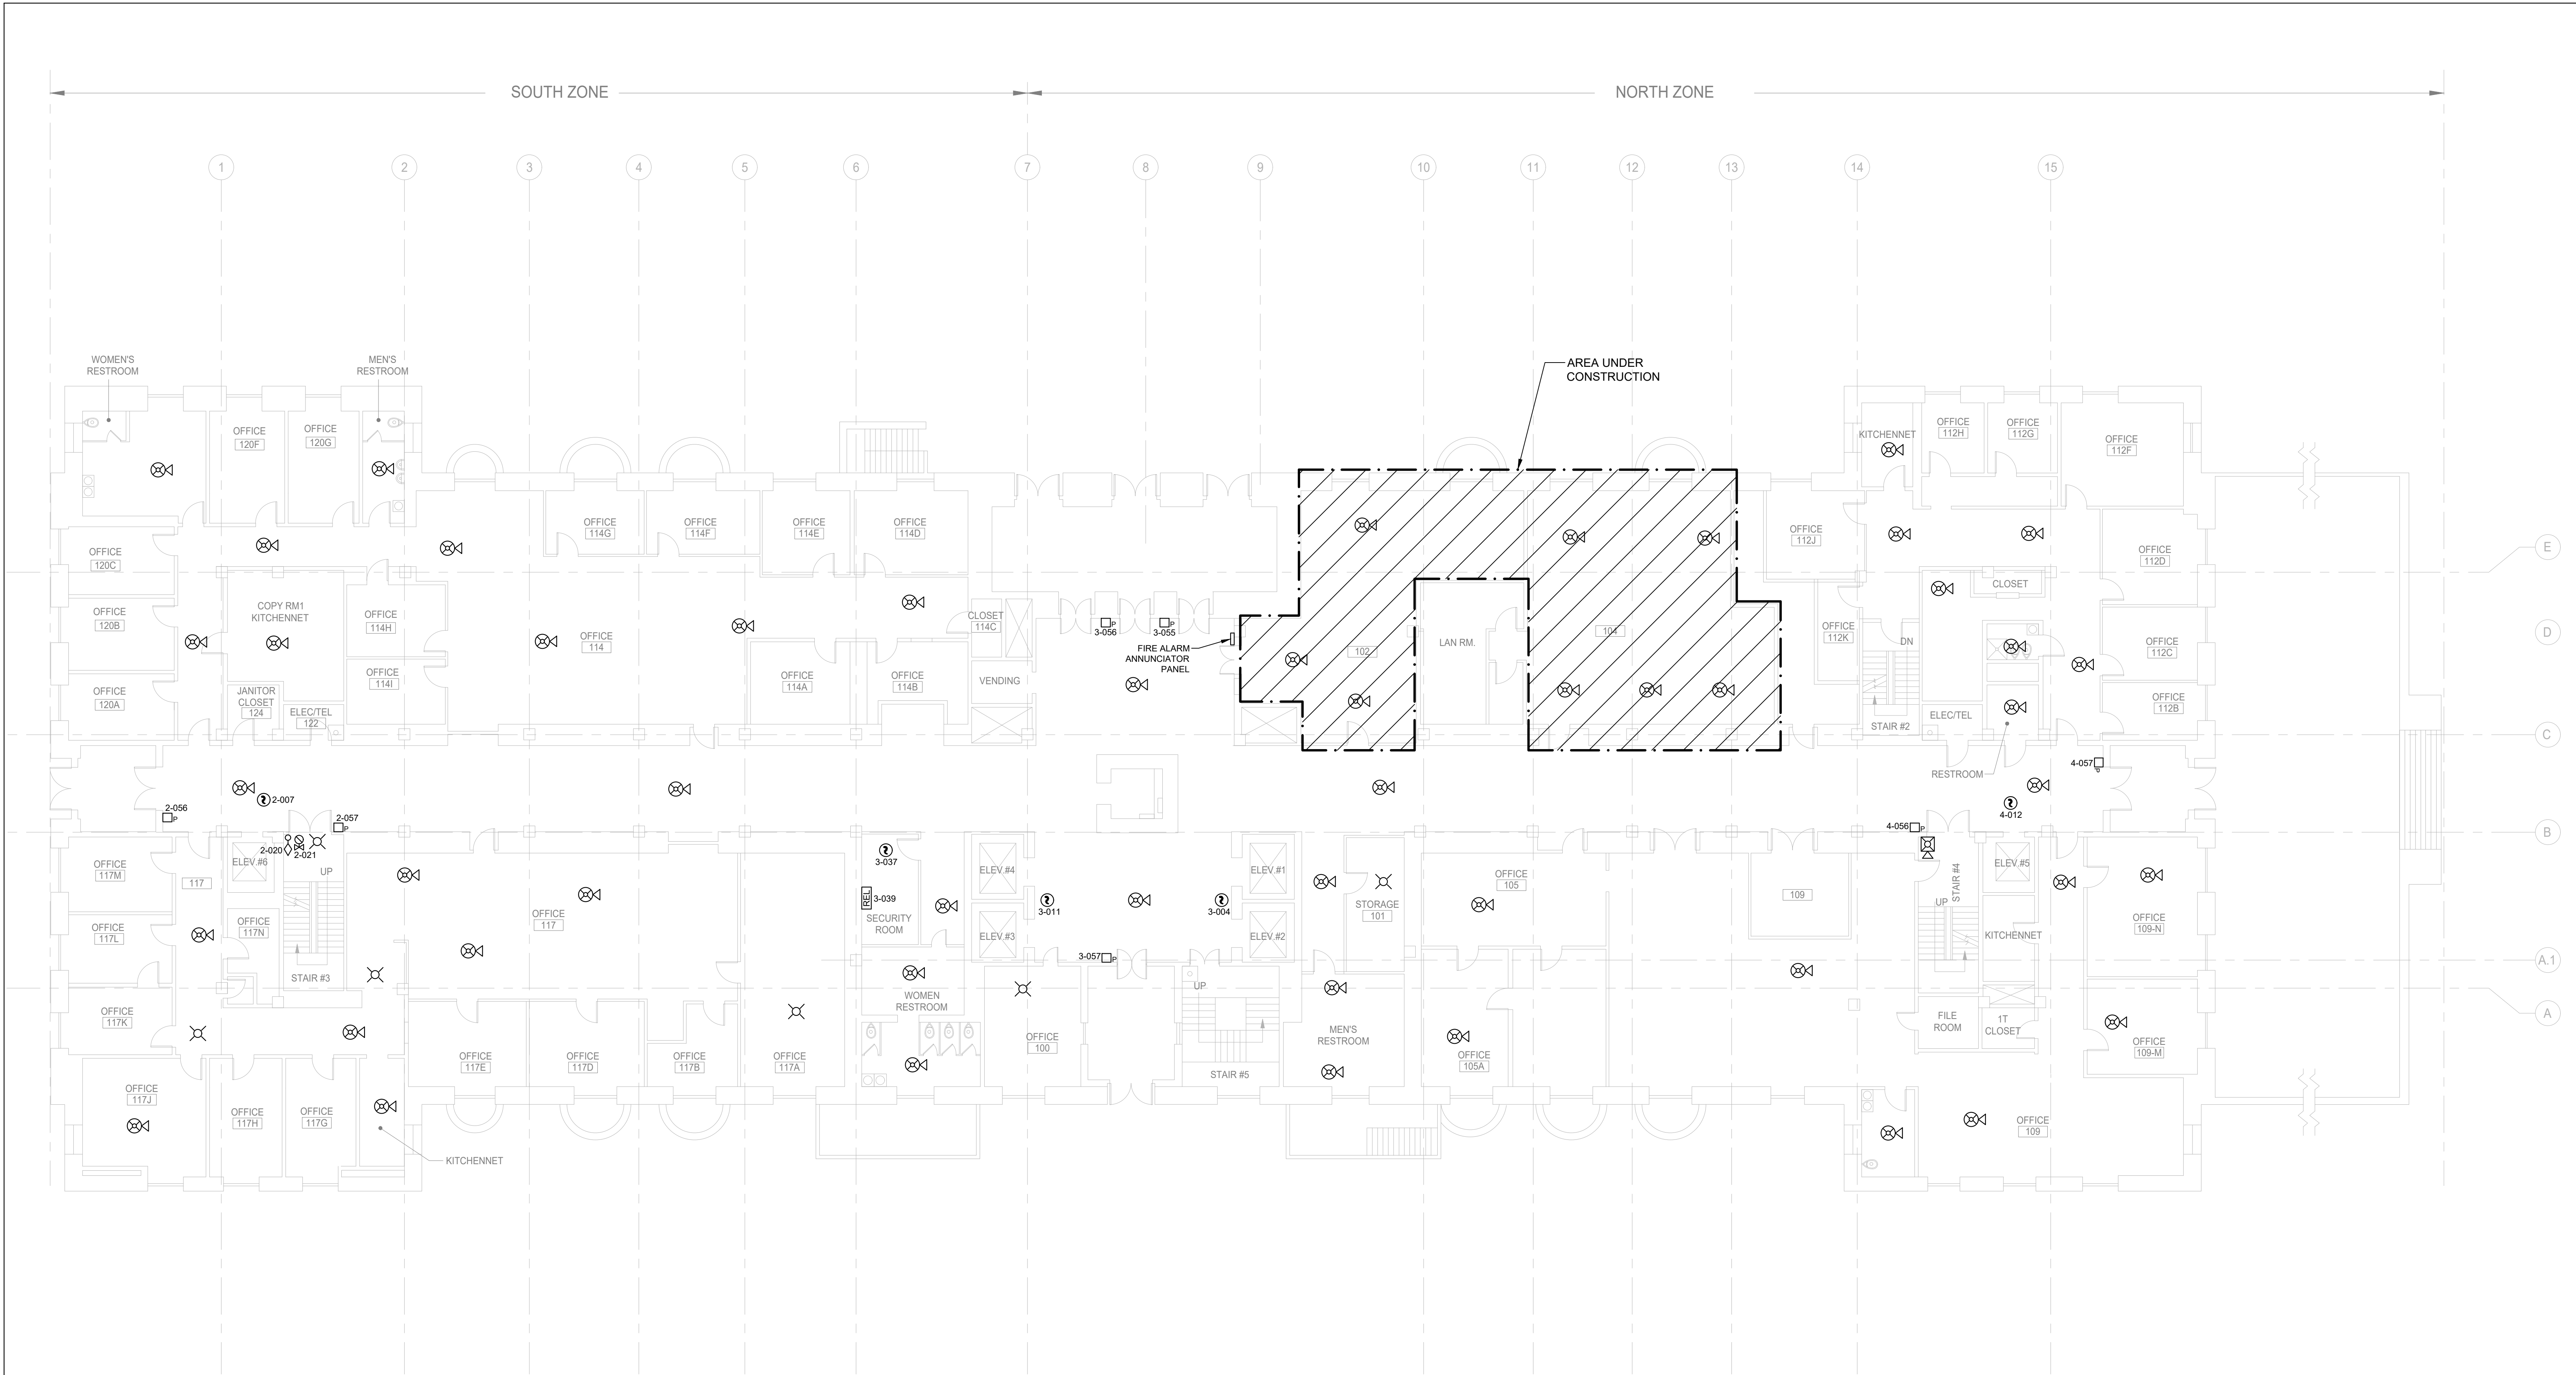 SOUTH ZONE
NORTH ZONE
1
2
3
4
5
6
7
8
9
10
11
12
13
14
15
AREA UNDER
CONSTRUCTION
WOMEN'S
RESTROOM
MEN'S
RESTROOM
OFFICE
120F
OFFICE
120G
KITCHENNET
OFFICE
112H
OFFICE
112G
OFFICE
112F
OFFICE
114G
OFFICE
114F
OFFICE
114E
OFFICE
114D
OFFICE
112J
OFFICE
120C
OFFICE
112D
E
CLOSET
COPY RM1
KITCHENNET
OFFICE
120B
OFFICE
114H
OFFICE
114
CLOSET
114C
3-056
3-055
FIRE ALARM
ANNUNCIATOR
PANEL
102
LAN RM.
104
OFFICE
112K
DN
OFFICE
112C
D
OFFICE
120A
JANITOR
CLOSET
124
ELEC/TEL
122
OFFICE
114I
OFFICE
114A
OFFICE
114B
VENDING
STAIR #2
ELEC/TEL
OFFICE
112B
C
RESTROOM
4-057
P
2-007
2-056
P
2-057
P
4-012
4-056
P
B
2-020
2-021
ELEV.#6
UP
OFFICE
117M
117
3-037
REL
3-039
SECURITY
ROOM
ELEV.#4
3-011
3-004
ELEV.#1
STORAGE
101
OFFICE
105
109
ELEV.#5
STAIR #4
UP
OFFICE
109-N
OFFICE
117L
OFFICE
117N
STAIR #3
OFFICE
117
ELEV.#3
ELEV.#2
3-057
P
KITCHENNET
A.1
UP
WOMEN
RESTROOM
OFFICE
117K
OFFICE
100
STAIR #5
MEN'S
RESTROOM
OFFICE
105A
FILE
ROOM
1T
CLOSET
OFFICE
109-M
A
OFFICE
117E
OFFICE
117D
OFFICE
117B
OFFICE
117A
OFFICE
117J
OFFICE
117H
OFFICE
117G
KITCHENNET
OFFICE
109